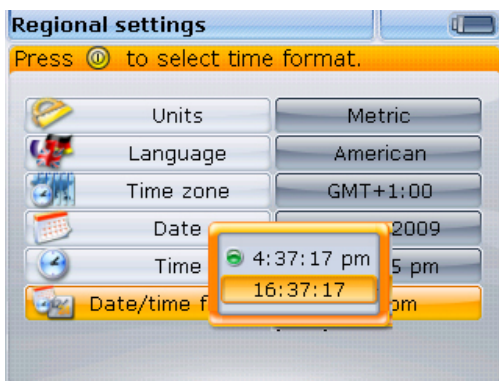 Regional settings
Press to select time format.
Units Metric
Language American
Time zone GMT+1:00
Date 2009
4:37:17 pm
Time 5 pm
16:37:17
Date/time f pm